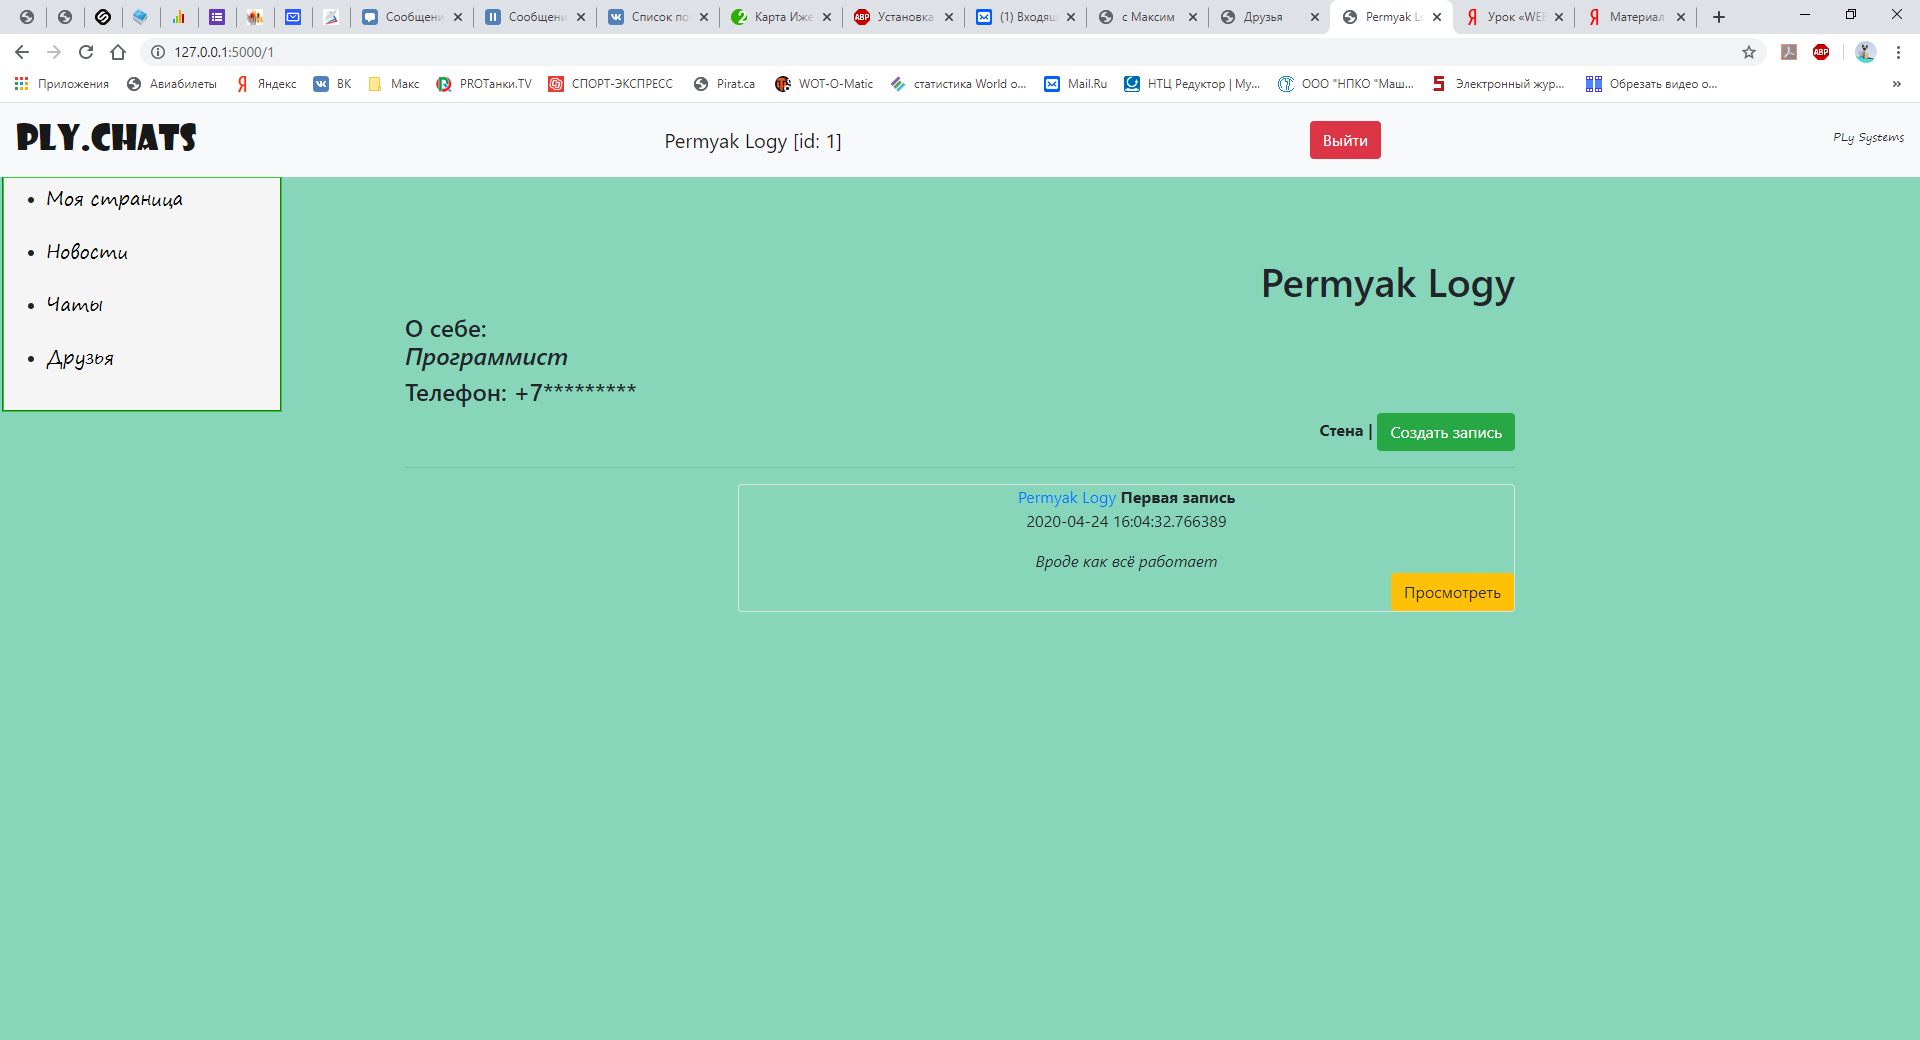 Сообщени
Сообщени
Список по
Карта Иже
Установка
(1) Входящ
с Максим
Друзья
Permyak Lo
Урок «WEB
Материал
127.0.0.1:5000/1
Приложения
Авиабилеты
Яндекс
ВК
Макс
PROТанки.TV
СПОРТ-ЭКСПРЕСС
Pirat.ca
WOT-O-Matic
статистика World o...
Mail.Ru
НТЦ Редуктор | Му...
ООО "НПКО "Маш...
Электронный жур...
Обрезать видео о...
»
PLY.CHATS
Permyak Logy [id: 1]
Выйти
PLy Systems
Моя страница
Новости
Чаты
Друзья
Permyak Logy
О себе:
Программист
Телефон: +7*********
Стена | Создать запись
Permyak Logy Первая запись
2020-04-24 16:04:32.766389
Вроде как всё работает
Просмотреть